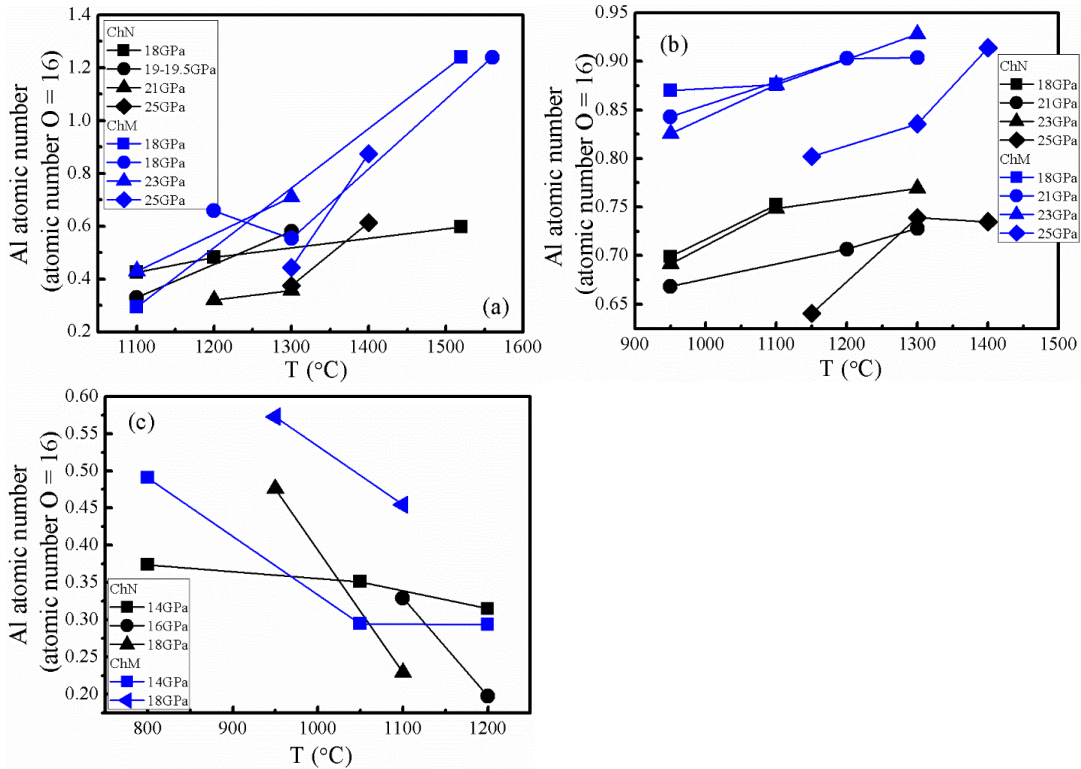 Al atomic number
(atomic number O = 16)
1.4
1.2
1.0
0.8
0.6
0.4
0.2
ChN
18GPa
19-19.5GPa
21GPa
25GPa
ChM
18GPa
18GPa
23GPa
25GPa
(a)
1100 1200 1300 1400 1500 1600
T (°C)
Al atomic number
(atomic number O = 16)
0.95
0.90
0.85
0.80
0.75
0.70
0.65
(b)
ChN
18GPa
21GPa
23GPa
25GPa
ChM
18GPa
21GPa
23GPa
25GPa
900 1000 1100 1200 1300 1400 1500
T (°C)
Al atomic number
(atomic number O = 16)
0.60
0.55
0.50
0.45
0.40
0.35
0.30
0.25
0.20
(c)
ChN
14GPa
16GPa
18GPa
ChM
14GPa
18GPa
800 900 1000 1100 1200
T (°C)